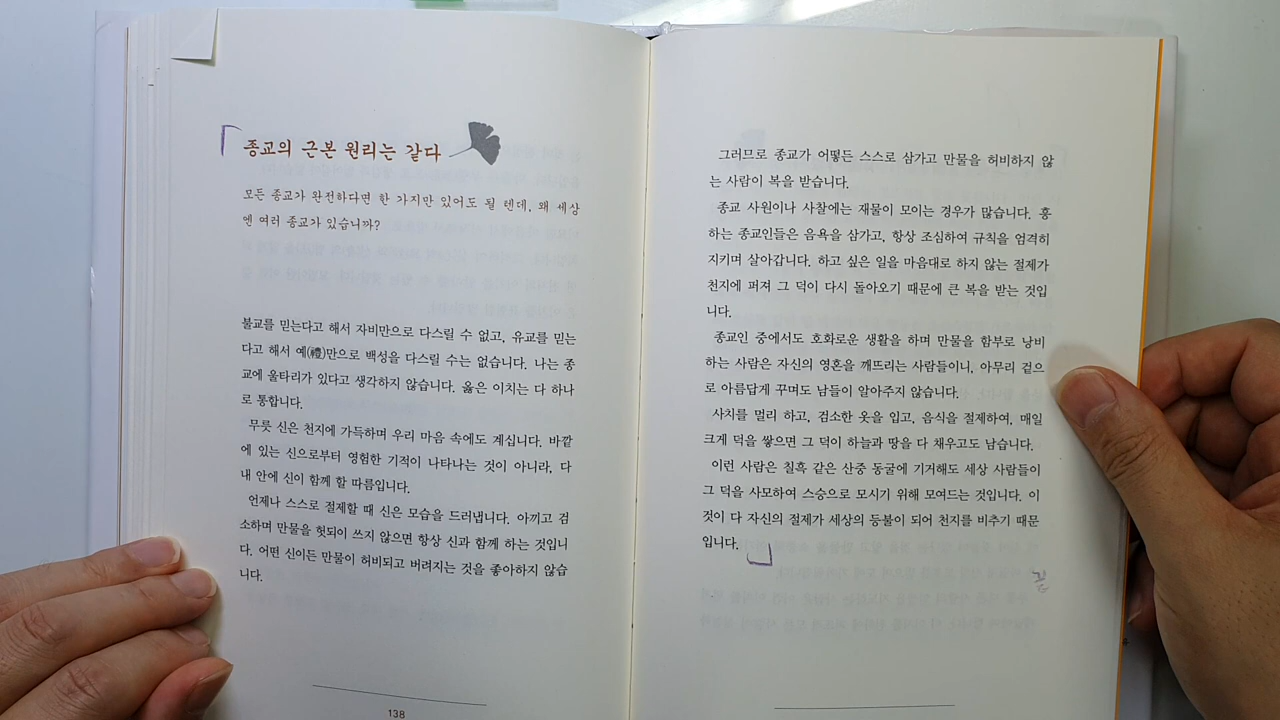 종교의 근본 원리는 같다
모든 종교가 완전하다면 한 가지만 있어도 될 텐데, 왜 세상
엔 여러 종교가 있습니까?
불교를 믿는다고 해서 자비만으로 다스릴 수 없고, 유교를 믿는
다고 해서 예(禮)만으로 백성을 다스릴 수는 없습니다. 나는 종
교에 울타리가 있다고 생각하지 않습니다. 옳은 이치는 다 하나
로 통합니다.
무릇 신은 천지에 가득하며 우리 마음 속에도 계십니다. 바깥
에 있는 신으로부터 영험한 기적이 나타나는 것이 아니라, 다
내 안에 신이 함께 할 따름입니다.
언제나 스스로 절제할 때 신은 모습을 드러냅니다. 아끼고 검
소하며 만물을 헛되이 쓰지 않으면 항상 신과 함께 하는 것입니
다. 어떤 신이든 만물이 허비되고 버려지는 것을 좋아하지 않습
니다.
138
그러므로 종교가 어떻든 스스로 삼가고 만물을 허비하지 않
는 사람이 복을 받습니다.
종교 사원이나 사찰에는 재물이 모이는 경우가 많습니다. 흥
하는 종교인들은 음욕을 삼가고, 항상 조심하여 규칙을 엄격히
지키며 살아갑니다. 하고 싶은 일을 마음대로 하지 않는 절제가
천지에 퍼져 그 덕이 다시 돌아오기 때문에 큰 복을 받는 것입
니다.
종교인 중에서도 호화로운 생활을 하며 만물을 함부로 낭비
하는 사람은 자신의 영혼을 깨뜨리는 사람들이니, 아무리 겉으
로 아름답게 꾸며도 남들이 알아주지 않습니다.
사치를 멀리 하고, 검소한 옷을 입고, 음식을 절제하여, 매일
크게 덕을 쌓으면 그 덕이 하늘과 땅을 다 채우고도 남습니다.
이런 사람은 칠흑 같은 산중 동굴에 기거해도 세상 사람들이
그 덕을 사모하여 스승으로 모시기 위해 모여드는 것입니다. 이
것이 다 자신의 절제가 세상의 등불이 되어 천지를 비추기 때문
입니다.
끝